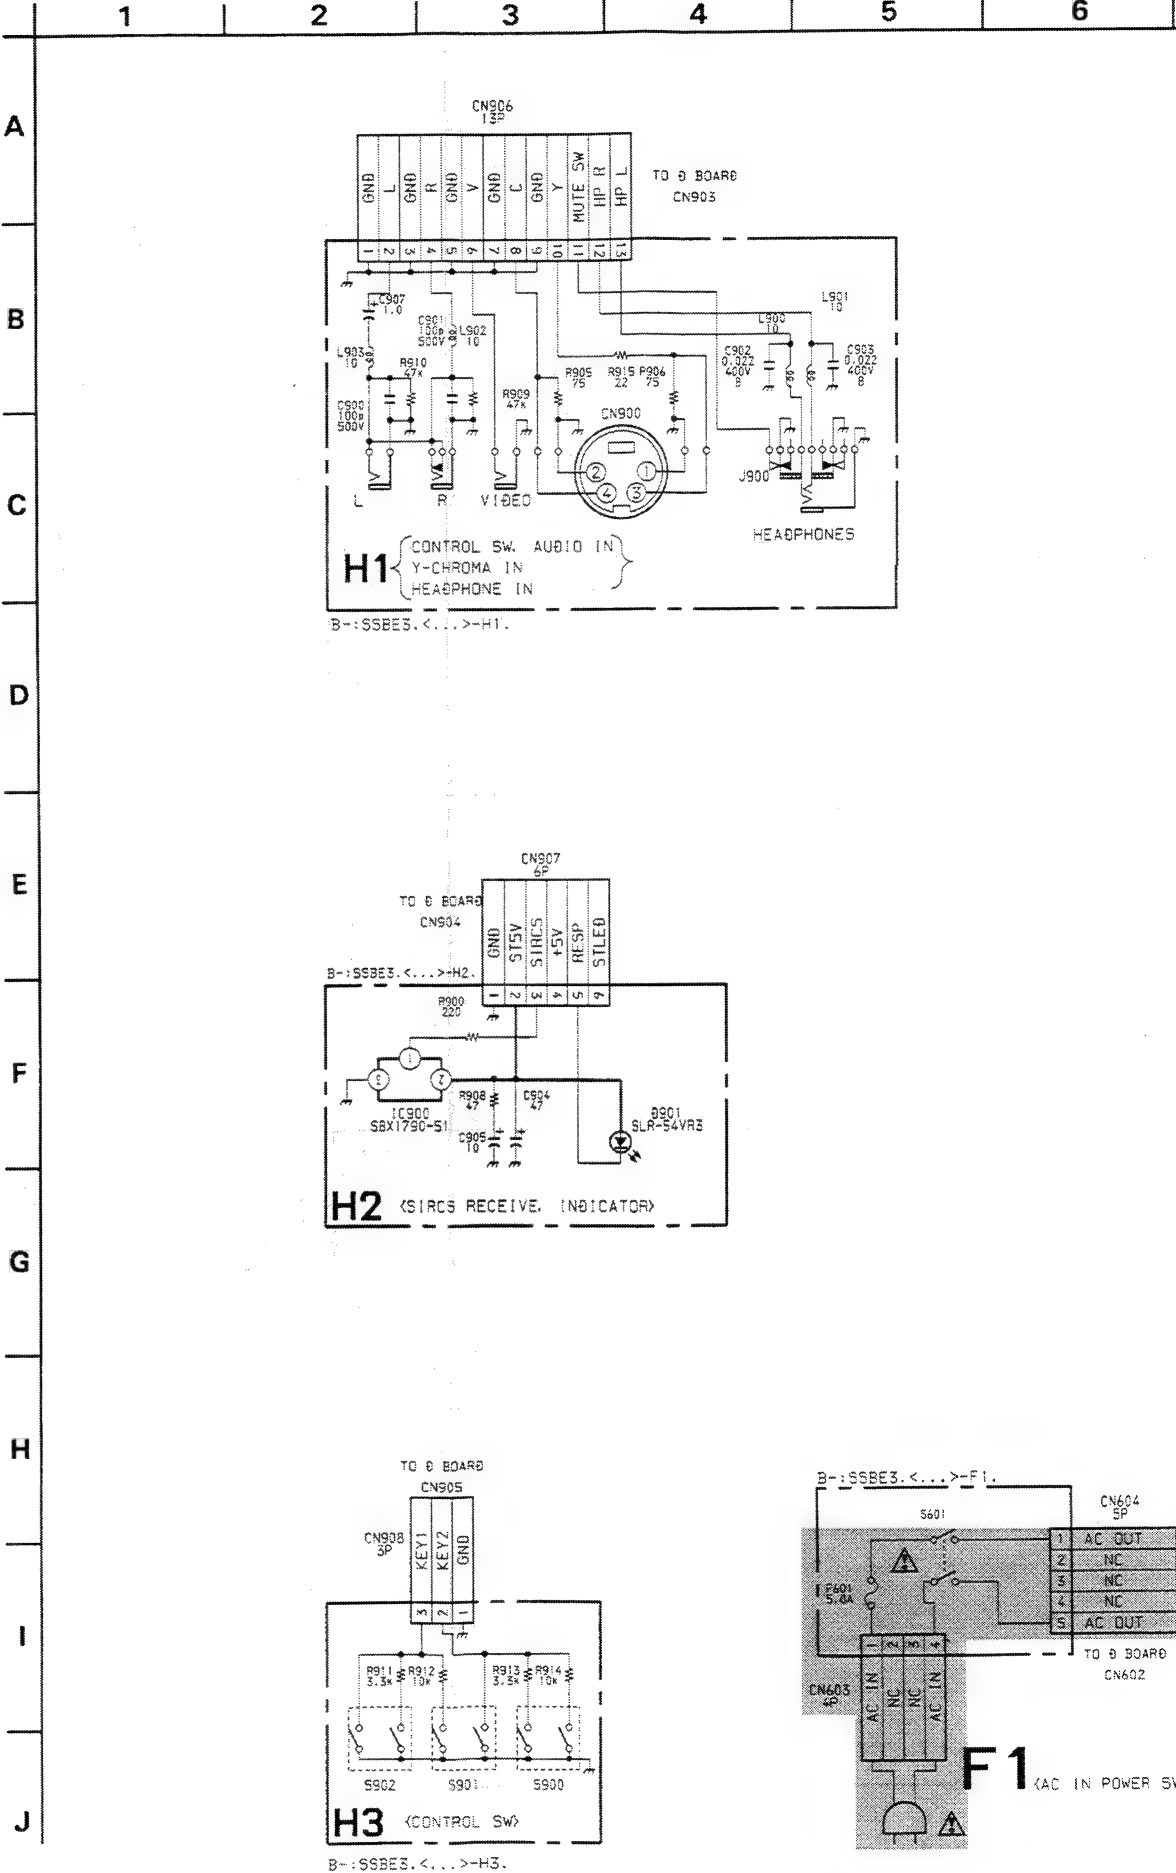 1 2 3 4 5 6
A
B
C
D
E
F
G
H
I
J
CN906
13P
GND
L
GND
R
GND
V
GND
C
GND
Y
MUTE SW
HP R
HP L
TO D BOARD
CN903
1 2 3 4 5 6 7 8 9 10 11 12 13
C907
1.0
C901
100p
500V
L902
10
L903
10
R910
47k
C900
100p
500V
R909
47k
R905
75
R915
22
R906
75
CN900
L900
10
L901
10
C902
0.022
400V
B
C903
0.022
400V
B
2 1
4 3
J900
L
R
VIDEO
HEADPHONES
H1
CONTROL SW. AUDIO IN
Y-CHROMA IN
HEADPHONE IN
B-:SSBE3.<...>-H1.
CN907
6P
TO D BOARD
CN904
GND
ST5V
SIRCS
+5V
RESP
STLED
B-:SSBE3.<...>-H2.
1 2 3 4 5 6
R900
220
1
3 2
IC900
SBX1790-51
R908
47
C904
47
C905
10
D901
SLR-54VR3
H2 <SIRCS RECEIVE. INDICATOR>
TO D BOARD
CN905
CN908
3P
KEY1
KEY2
GND
3 2 1
R911
3.3k
R912
10k
R913
3.3k
R914
10k
S902 S901 S900
H3 <CONTROL SW>
B-:SSBE3.<...>-H3.
B-:SSBE3.<...>-F1.
S601
CN604
5P
1 AC OUT
2 NC
3 NC
4 NC
5 AC OUT
F601
5.0A
TO D BOARD
CN602
1 2 3 4
CN603
4P
AC IN
NC
NC
AC IN
F1 <AC IN POWER SW